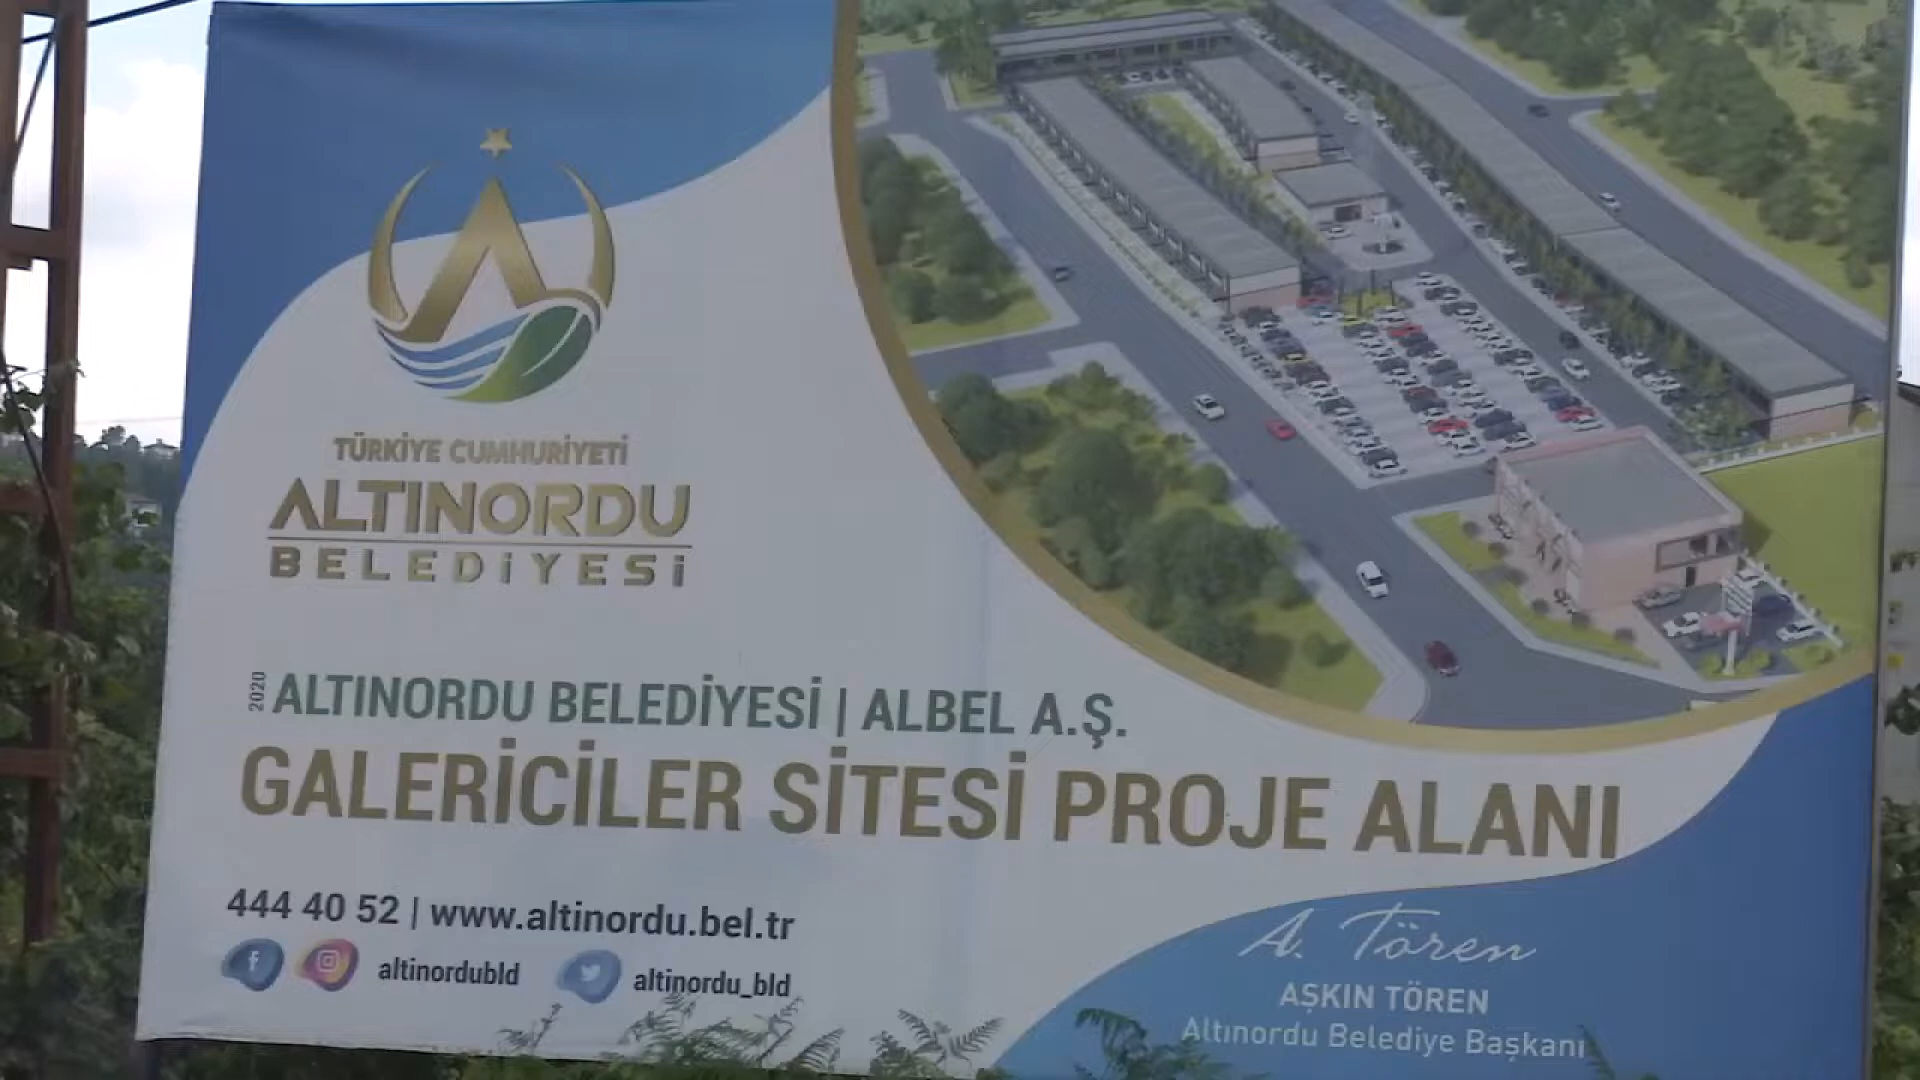 TÜRKİYE CUMHURİYETİ
ALTINORDU
BELEDİYESİ
2020 ALTINORDU BELEDİYESİ | ALBEL A.Ş.
GALERİCİLER SİTESİ PROJE ALANI
444 40 52 | www.altinordu.bel.tr
altinordubld altinordu_bld
A. Tören
AŞKIN TÖREN
Altınordu Belediye Başkanı